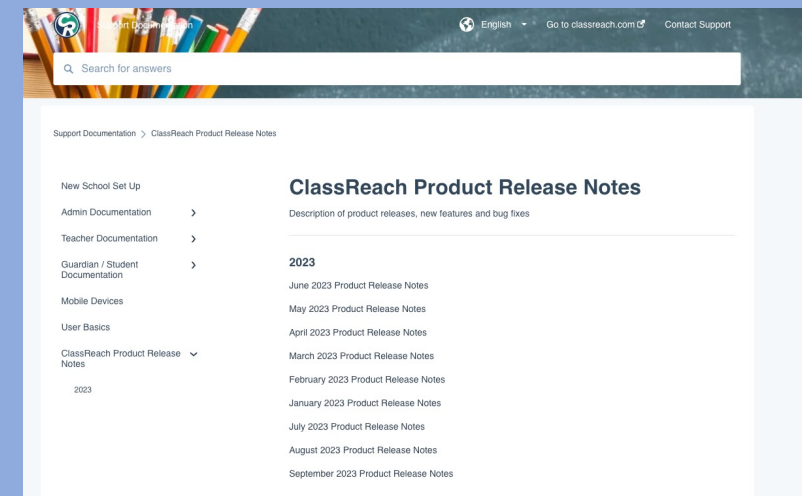 Support Documentation
English
Go to classreach.com
Contact Support
Search for answers
Support Documentation > ClassReach Product Release Notes
New School Set Up
Admin Documentation
Teacher Documentation
Guardian / Student
Documentation
Mobile Devices
User Basics
ClassReach Product Release
Notes
2023
ClassReach Product Release Notes
Description of product releases, new features and bug fixes
2023
June 2023 Product Release Notes
May 2023 Product Release Notes
April 2023 Product Release Notes
March 2023 Product Release Notes
February 2023 Product Release Notes
January 2023 Product Release Notes
July 2023 Product Release Notes
August 2023 Product Release Notes
September 2023 Product Release Notes